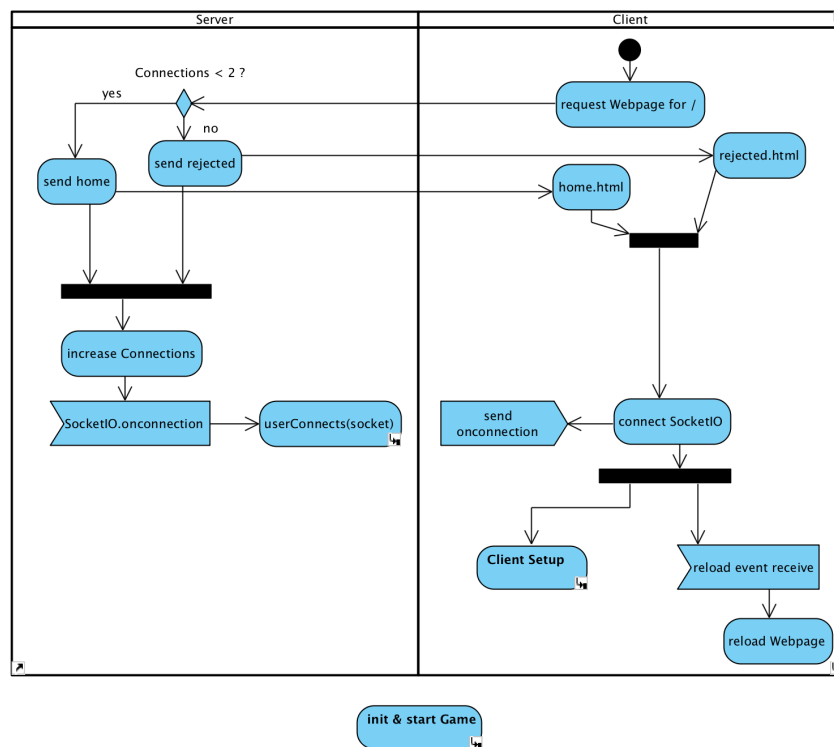 Server
Client
Connections < 2 ?
yes
no
request Webpage for /
send rejected
rejected.html
send home
home.html
increase Connections
SocketIO.onconnection
userConnects(socket)
send
onconnection
connect SocketIO
Client Setup
reload event receive
reload Webpage
init & start Game